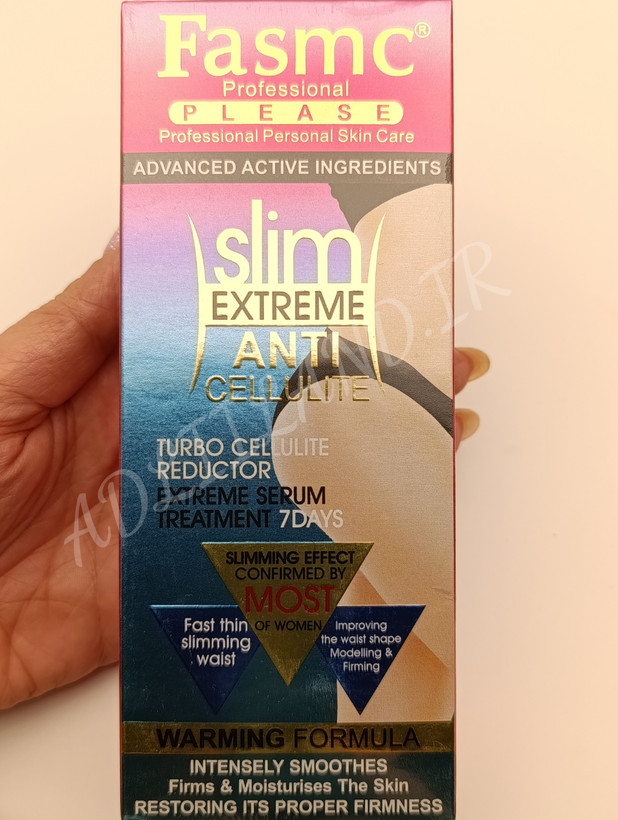 Fasmc®
Professional
PLEASE
Professional Personal Skin Care
ADVANCED ACTIVE INGREDIENTS
slim
EXTREME
ANTI
CELLULITE
TURBO CELLULITE
REDUCTOR
EXTREME SERUM
TREATMENT 7DAYS
SLIMMING EFFECT
CONFIRMED BY
MOST
OF WOMEN
Fast thin
slimming
waist
Improving
the waist shape
Modelling &
Firming
WARMING FORMULA
INTENSELY SMOOTHES
Firms & Moisturises The Skin
RESTORING ITS PROPER FIRMNESS